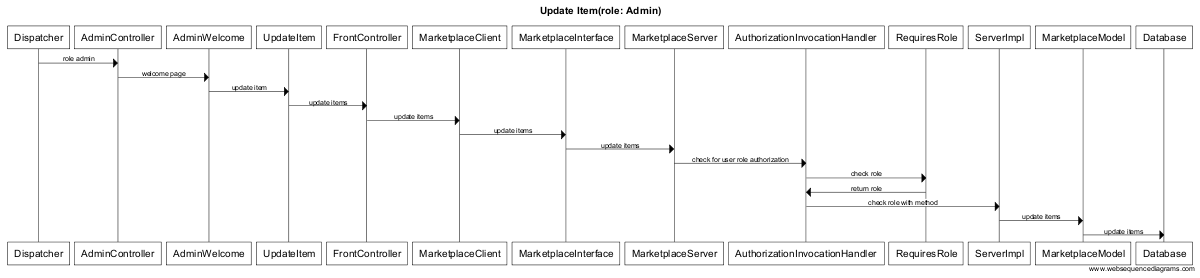 Update Item(role: Admin)
Dispatcher AdminController AdminWelcome UpdateItem FrontController MarketplaceClient MarketplaceInterface MarketplaceServer AuthorizationInvocationHandler RequiresRole ServerImpl MarketplaceModel Database
role admin
welcome page
update item
update items
update items
update items
update items
check for user role authorization
check role
return role
check role with method
update items
update items
Dispatcher AdminController AdminWelcome UpdateItem FrontController MarketplaceClient MarketplaceInterface MarketplaceServer AuthorizationInvocationHandler RequiresRole ServerImpl MarketplaceModel Database
www.websequencediagrams.com